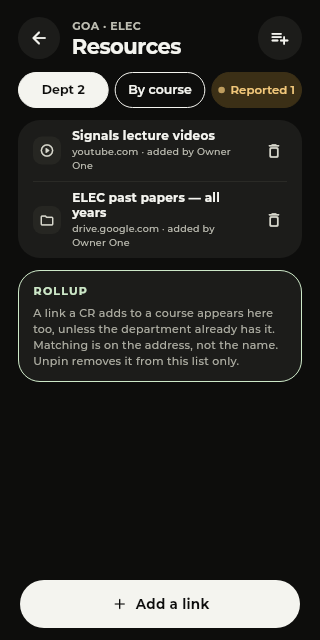 GOA · ELEC
Resources
Dept 2
By course
Reported 1
Signals lecture videos
youtube.com · added by Owner
One
ELEC past papers — all
years
drive.google.com · added by
Owner One
ROLLUP
A link a CR adds to a course appears here
too, unless the department already has it.
Matching is on the address, not the name.
Unpin removes it from this list only.
+ Add a link